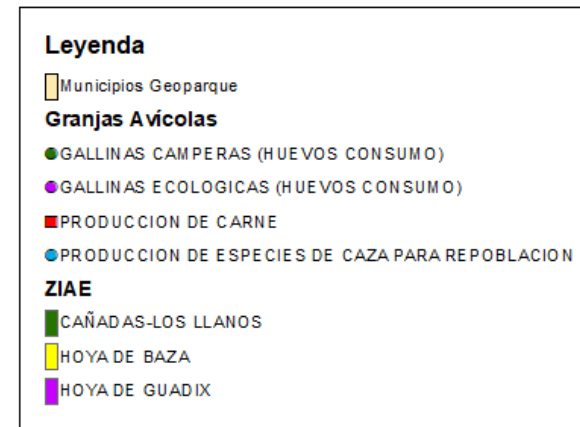 Leyenda
Municipios Geoparque
Granjas Avícolas
GALLINAS CAMPERAS (HUEVOS CONSUMO)
GALLINAS ECOLOGICAS (HUEVOS CONSUMO)
PRODUCCION DE CARNE
PRODUCCION DE ESPECIES DE CAZA PARA REPOBLACION
ZIAE
CAÑADAS-LOS LLANOS
HOYA DE BAZA
HOYA DE GUADIX